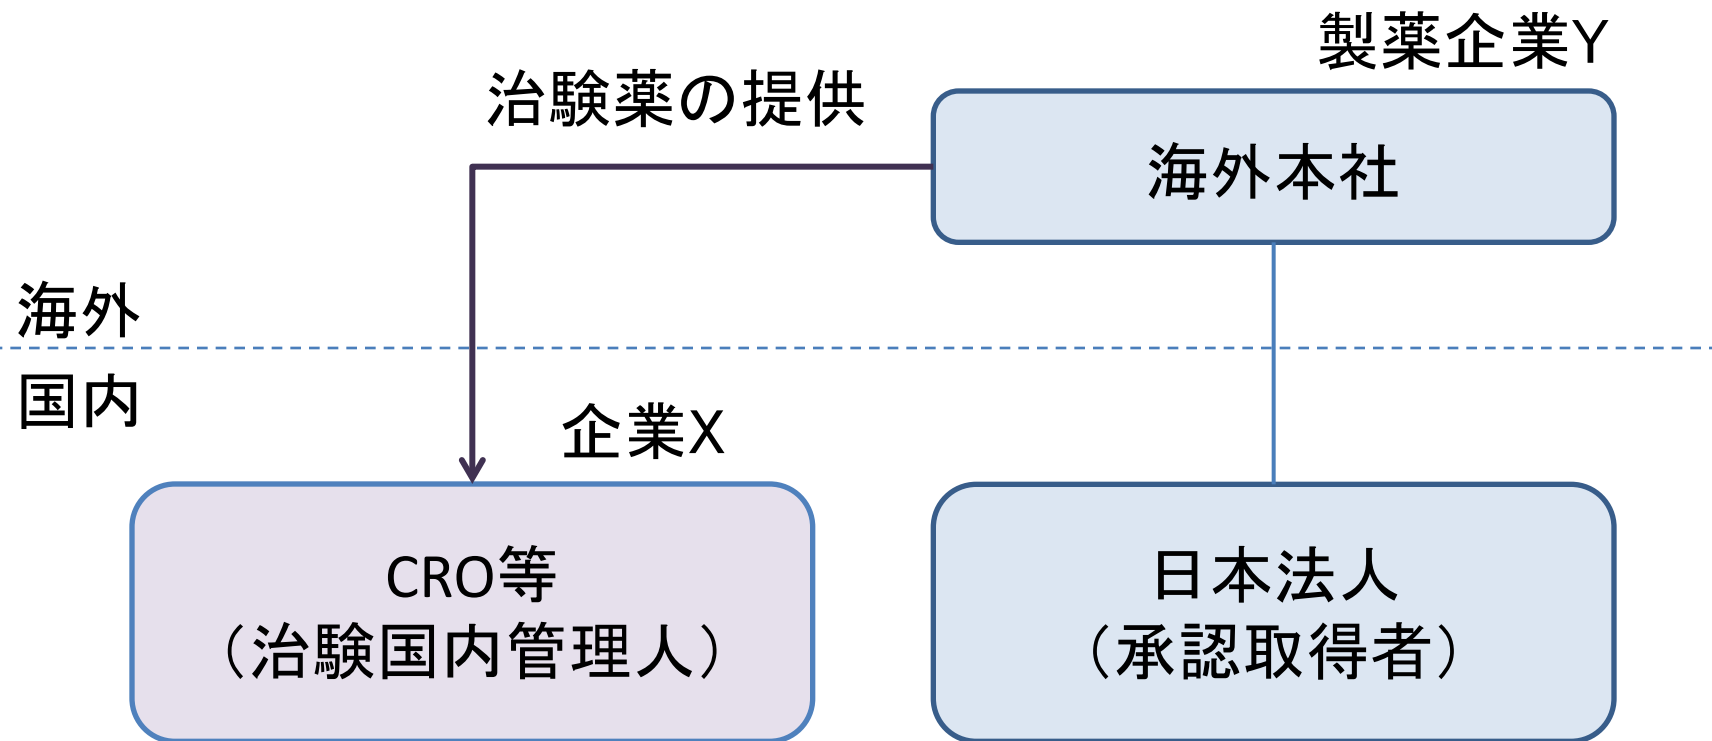 製薬企業Y
治験薬の提供
海外本社
海外
国内
企業X
CRO等
（治験国内管理人）
日本法人
（承認取得者）